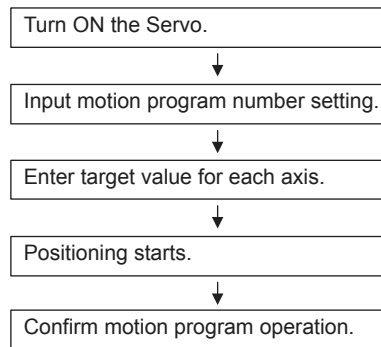 Turn ON the Servo.
Input motion program number setting.
Enter target value for each axis.
Positioning starts.
Confirm motion program operation.